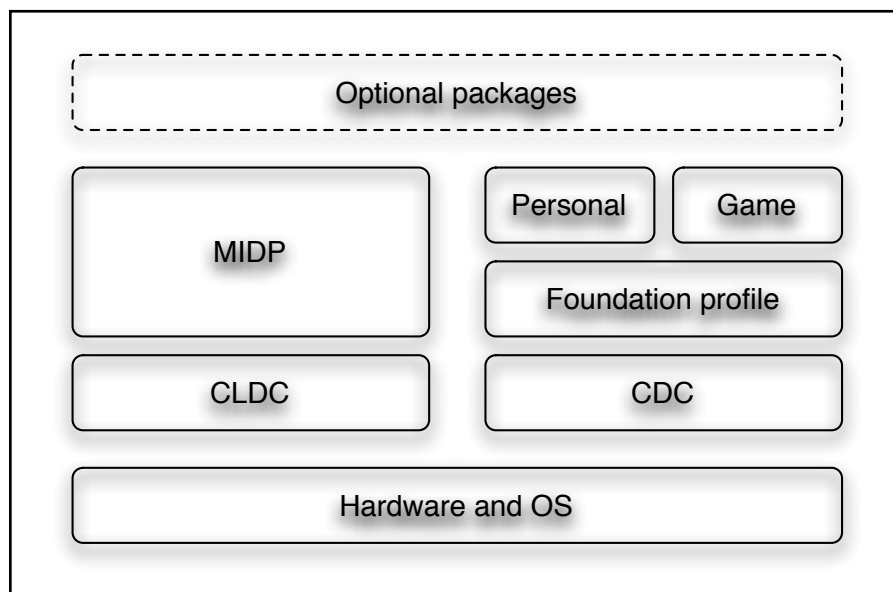 Optional packages
MIDP
Personal
Game
Foundation profile
CLDC
CDC
Hardware and OS